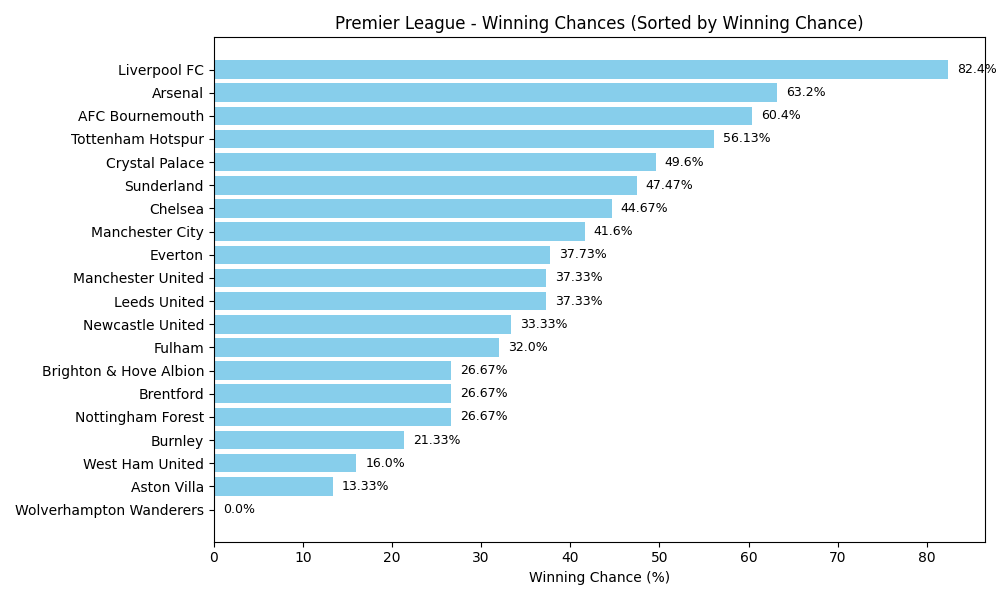 Premier League - Winning Chances (Sorted by Winning Chance)
Liverpool FC 82.4%
Arsenal 63.2%
AFC Bournemouth 60.4%
Tottenham Hotspur 56.13%
Crystal Palace 49.6%
Sunderland 47.47%
Chelsea 44.67%
Manchester City 41.6%
Everton 37.73%
Manchester United 37.33%
Leeds United 37.33%
Newcastle United 33.33%
Fulham 32.0%
Brighton & Hove Albion 26.67%
Brentford 26.67%
Nottingham Forest 26.67%
Burnley 21.33%
West Ham United 16.0%
Aston Villa 13.33%
Wolverhampton Wanderers 0.0%
0 10 20 30 40 50 60 70 80
Winning Chance (%)